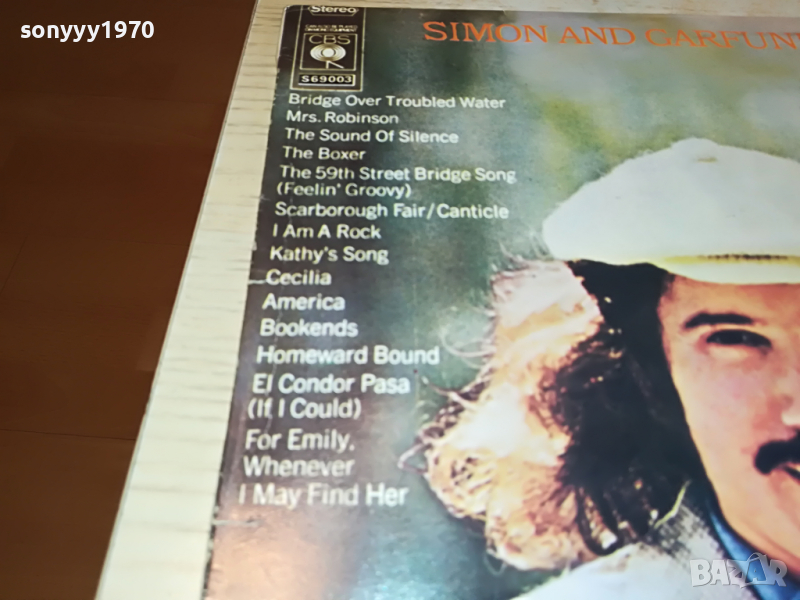 sonyyy1970
Stereo
CBS
S69003
SIMON AND GARFUN
Bridge Over Troubled Water
Mrs. Robinson
The Sound Of Silence
The Boxer
The 59th Street Bridge Song
(Feelin' Groovy)
Scarborough Fair/Canticle
I Am A Rock
Kathy's Song
Cecilia
America
Bookends
Homeward Bound
El Condor Pasa
(If I Could)
For Emily,
Whenever
I May Find Her
BAZAR